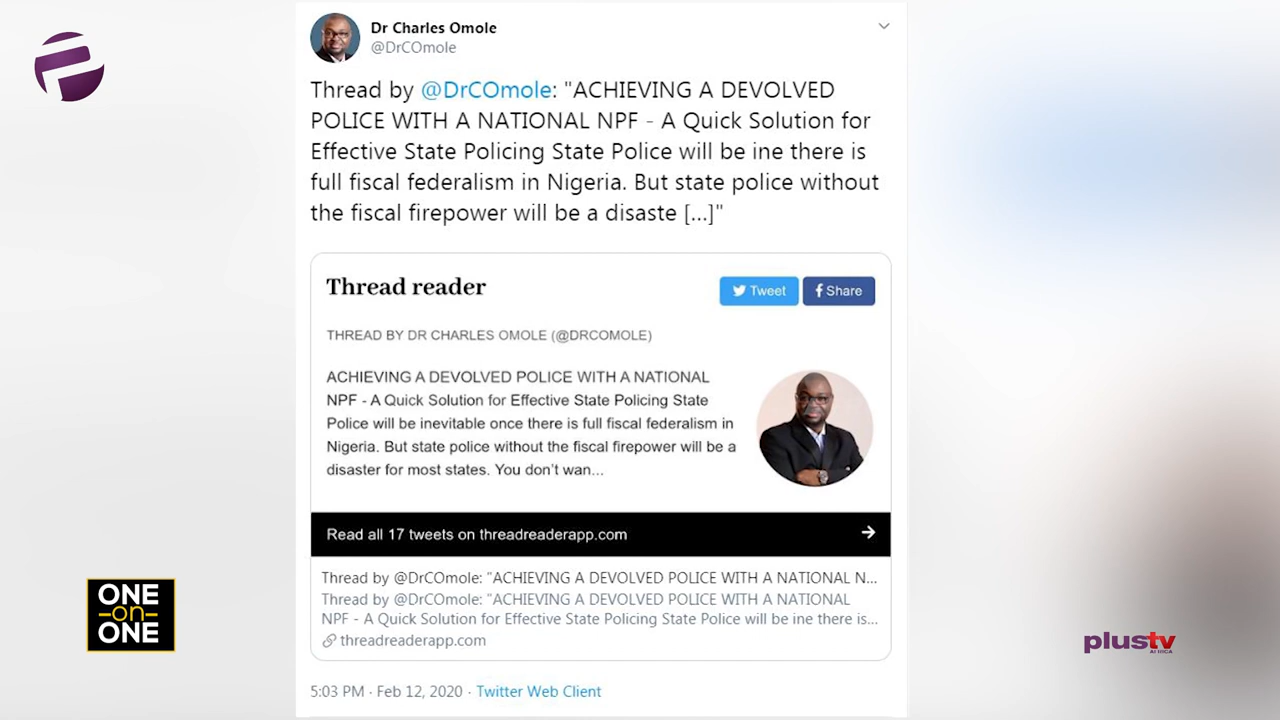 Dr Charles Omole
@DrCOmole
Thread by @DrCOmole: "ACHIEVING A DEVOLVED
POLICE WITH A NATIONAL NPF - A Quick Solution for
Effective State Policing State Police will be ine there is
full fiscal federalism in Nigeria. But state police without
the fiscal firepower will be a disaste [...]"
Thread reader
Tweet
Share
THREAD BY DR CHARLES OMOLE (@DRCOMOLE)
ACHIEVING A DEVOLVED POLICE WITH A NATIONAL
NPF - A Quick Solution for Effective State Policing State
Police will be inevitable once there is full fiscal federalism in
Nigeria. But state police without the fiscal firepower will be a
disaster for most states. You don't wan...
Read all 17 tweets on threadreaderapp.com
Thread by @DrCOmole: "ACHIEVING A DEVOLVED POLICE WITH A NATIONAL N...
Thread by @DrCOmole: "ACHIEVING A DEVOLVED POLICE WITH A NATIONAL
NPF - A Quick Solution for Effective State Policing State Police will be ine there is...
threadreaderapp.com
5:03 PM · Feb 12, 2020 · Twitter Web Client
ONE
-on-
ONE
plustv
AFRICA